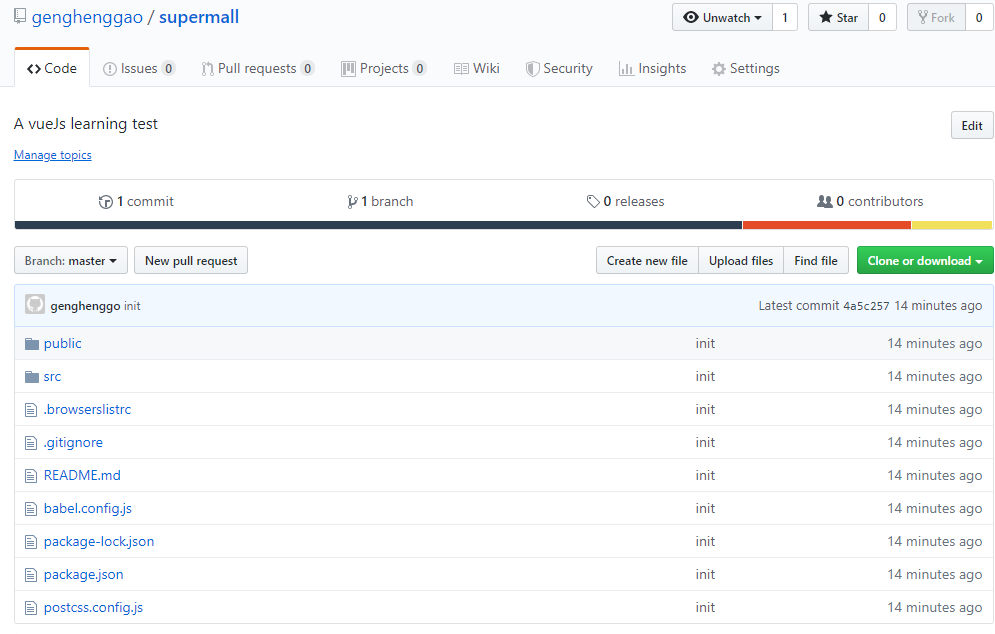 genghenggao / supermall
Unwatch 1 Star 0 Fork 0
Code Issues 0 Pull requests 0 Projects 0 Wiki Security Insights Settings
A vueJs learning test
Edit
Manage topics
1 commit 1 branch 0 releases 0 contributors
Branch: master New pull request Create new file Upload files Find file Clone or download
genghenggo init Latest commit 4a5c257 14 minutes ago
public init 14 minutes ago
src init 14 minutes ago
.browserslistrc init 14 minutes ago
.gitignore init 14 minutes ago
README.md init 14 minutes ago
babel.config.js init 14 minutes ago
package-lock.json init 14 minutes ago
package.json init 14 minutes ago
postcss.config.js init 14 minutes ago